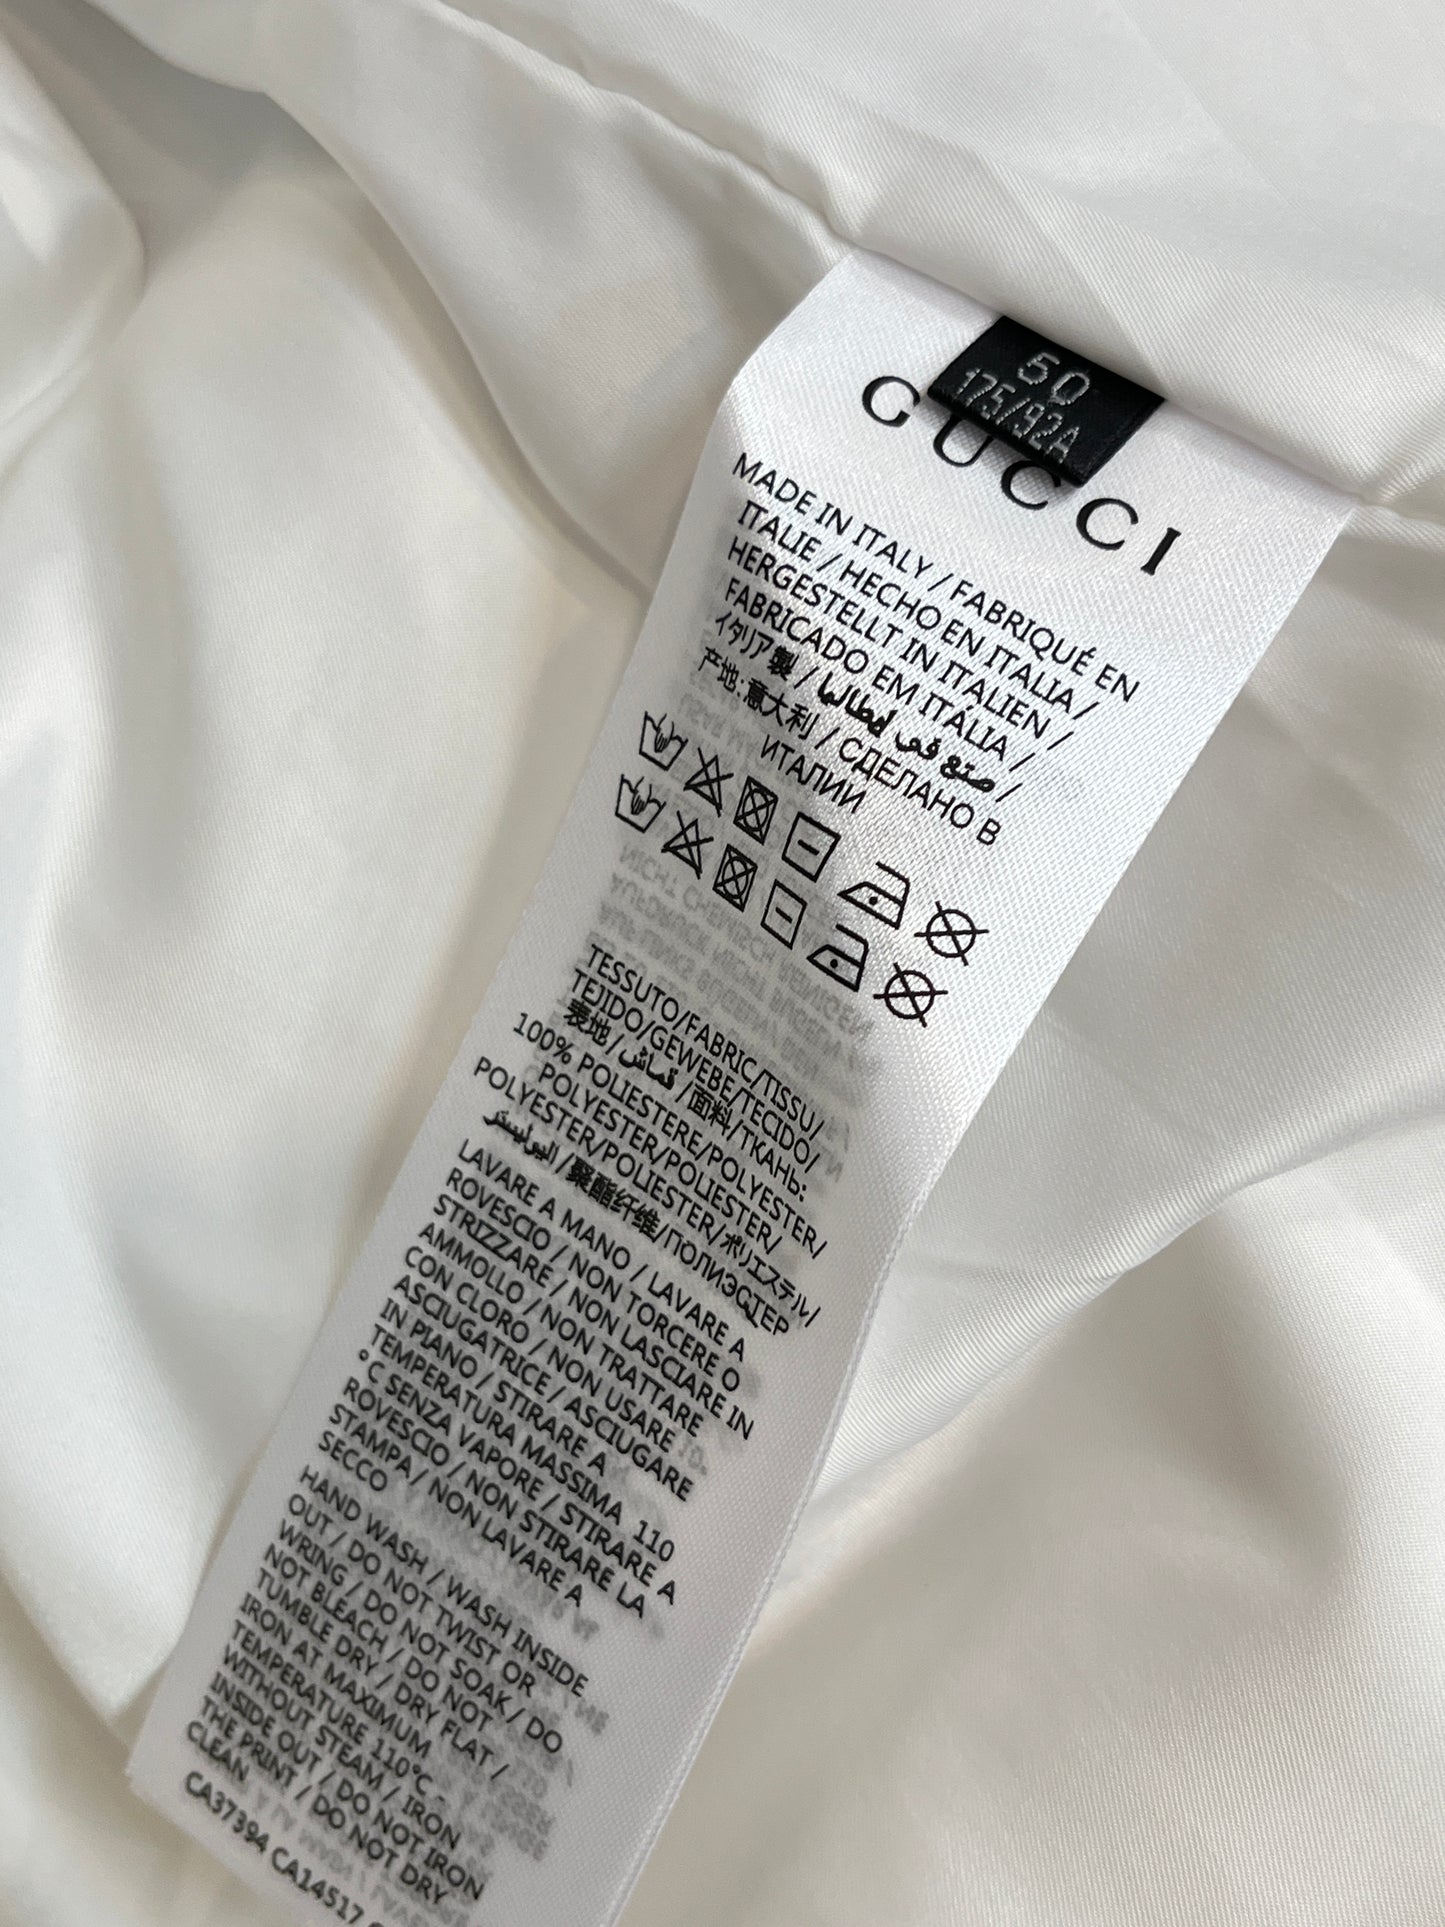 50
175/92A
GUCCI
MADE IN ITALY / FABRIQUÉ EN
ITALIE / HECHO EN ITALIA /
HERGESTELLT IN ITALIEN /
FABRICADO EM ITÁLIA /
イタリア製 / صنع في إيطاليا /
产地:意大利 / СДЕЛАНО В
ИТАЛИИ
TESSUTO/FABRIC/TISSU/
TEJIDO/GEWEBE/TECIDO/
表地/قماش/面料/ТКАНЬ:
100% POLIESTERE/POLYESTER/
POLYESTER/POLIESTER/
POLYESTER/POLIESTER/ポリエステル/
البوليستر/聚酯纤维/ПОЛИЭСТЕР
LAVARE A MANO / LAVARE A
ROVESCIO / NON TORCERE O
STRIZZARE / NON LASCIARE IN
AMMOLLO / NON TRATTARE
CON CLORO / NON USARE
ASCIUGATRICE / ASCIUGARE
IN PIANO / STIRARE A
TEMPERATURA MASSIMA 110
°C SENZA VAPORE / STIRARE A
ROVESCIO / NON STIRARE LA
STAMPA / NON LAVARE A
SECCO
HAND WASH / WASH INSIDE
OUT / DO NOT TWIST OR
WRING / DO NOT SOAK / DO
NOT BLEACH / DO NOT
TUMBLE DRY / DRY FLAT /
IRON AT MAXIMUM
TEMPERATURE 110°C
WITHOUT STEAM / IRON
INSIDE OUT / DO NOT IRON
THE PRINT / DO NOT DRY
CLEAN
CA37394 CA14517